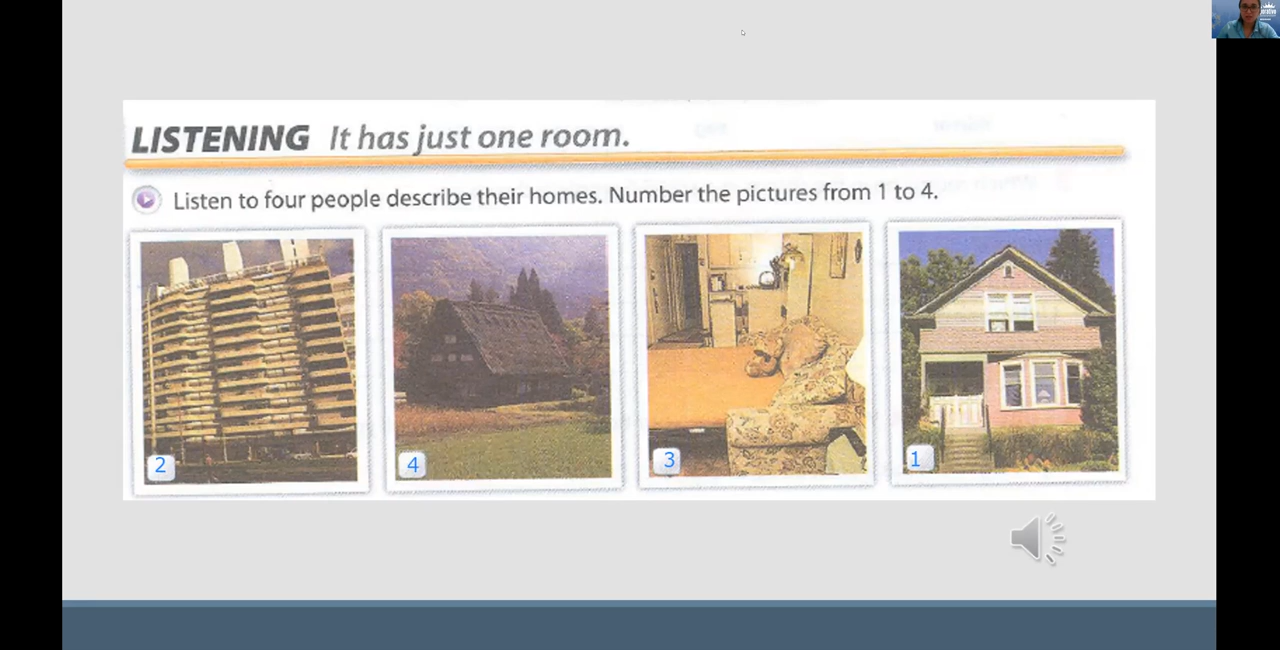 LISTENING It has just one room.
Listen to four people describe their homes. Number the pictures from 1 to 4.
2
4
3
1